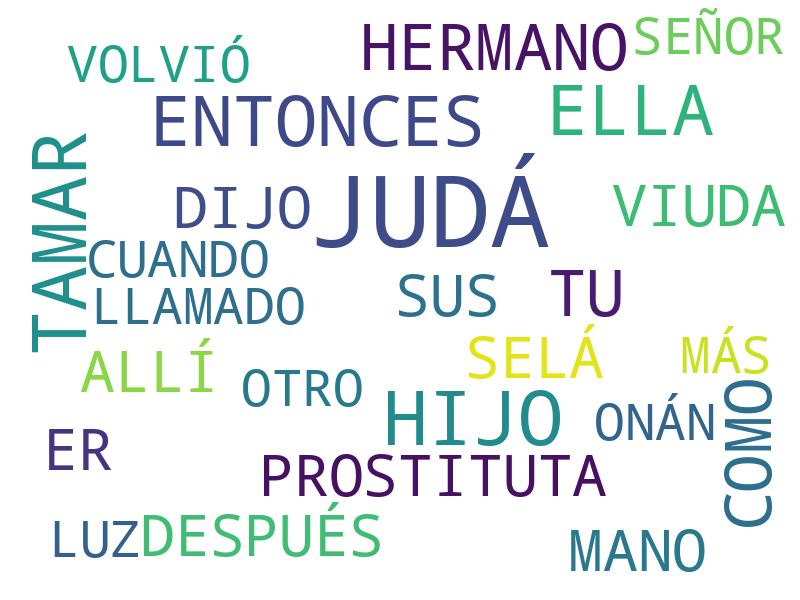 HERMANO
SEÑOR
VOLVIÓ
ENTONCES
ELLA
TAMAR
DIJO
JUDÁ
VIUDA
CUANDO
LLAMADO
SUS
TU
ALLÍ
OTRO
SELÁ
MÁS
HIJO
ONÁN
COMO
ER
PROSTITUTA
LUZ
DESPUÉS
MANO